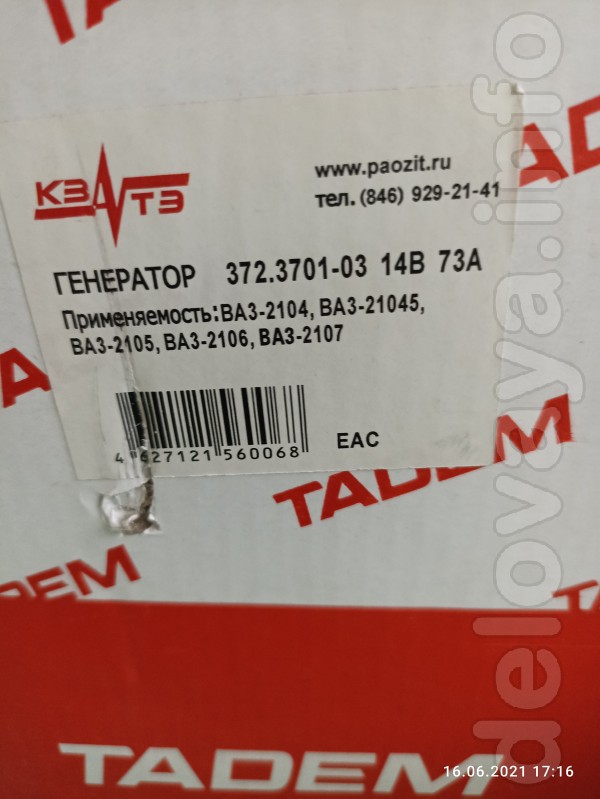 КЗАТЭ
www.paozit.ru
тел. (846) 929-21-41
ГЕНЕРАТОР 372.3701-03 14В 73А
Применяемость:ВАЗ-2104, ВАЗ-21045,
ВАЗ-2105, ВАЗ-2106, ВАЗ-2107
4 627121 560068
EAC
TADEM
TADEM
16.06.2021 17:16
delovaya.info